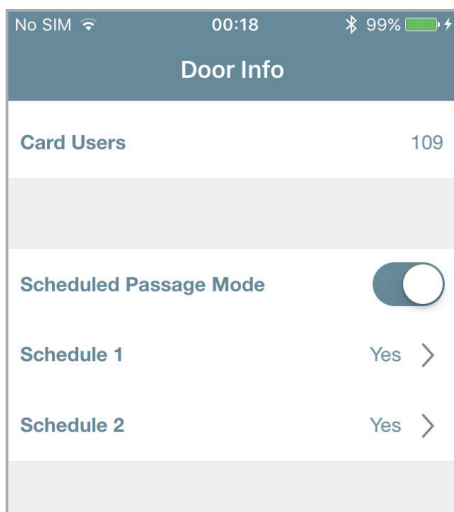 No SIM 00:18 99%
Door Info
Card Users 109
Scheduled Passage Mode
Schedule 1 Yes
Schedule 2 Yes